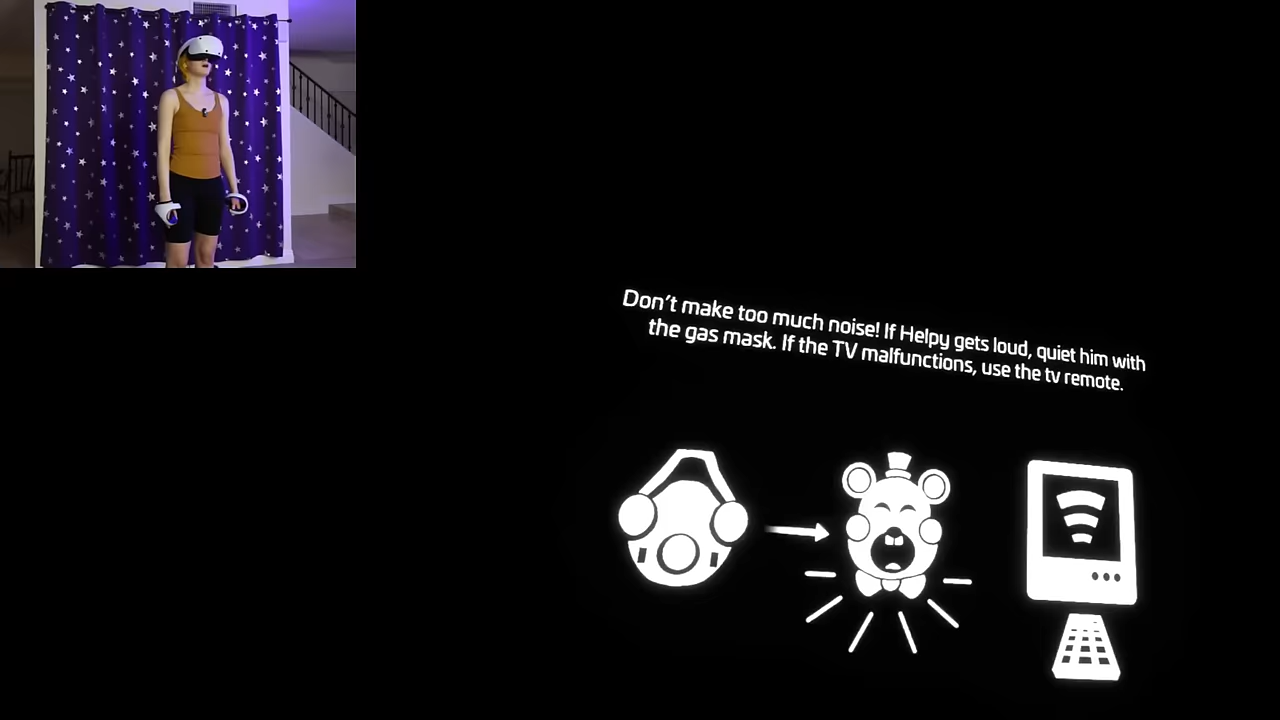 Don't make too much noise! If Helpy gets loud, quiet him with
the gas mask. If the TV malfunctions, use the tv remote.